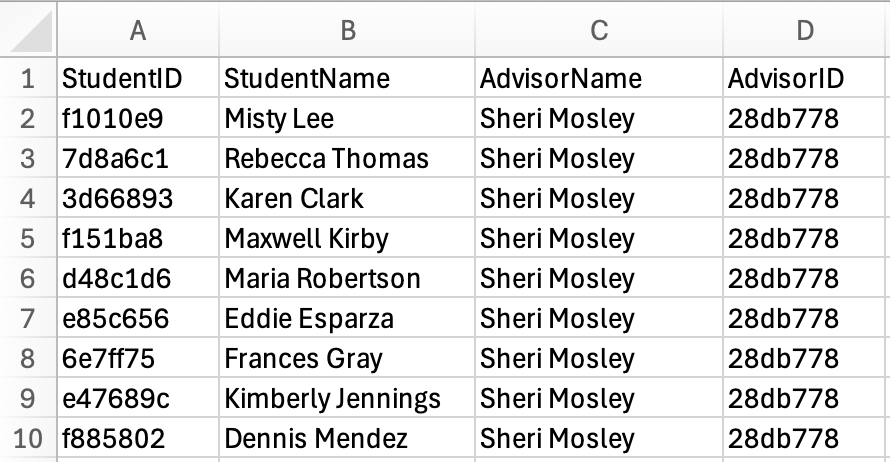 A B C D
1 StudentID StudentName AdvisorName AdvisorID
2 f1010e9 Misty Lee Sheri Mosley 28db778
3 7d8a6c1 Rebecca Thomas Sheri Mosley 28db778
4 3d66893 Karen Clark Sheri Mosley 28db778
5 f151ba8 Maxwell Kirby Sheri Mosley 28db778
6 d48c1d6 Maria Robertson Sheri Mosley 28db778
7 e85c656 Eddie Esparza Sheri Mosley 28db778
8 6e7ff75 Frances Gray Sheri Mosley 28db778
9 e47689c Kimberly Jennings Sheri Mosley 28db778
10 f885802 Dennis Mendez Sheri Mosley 28db778